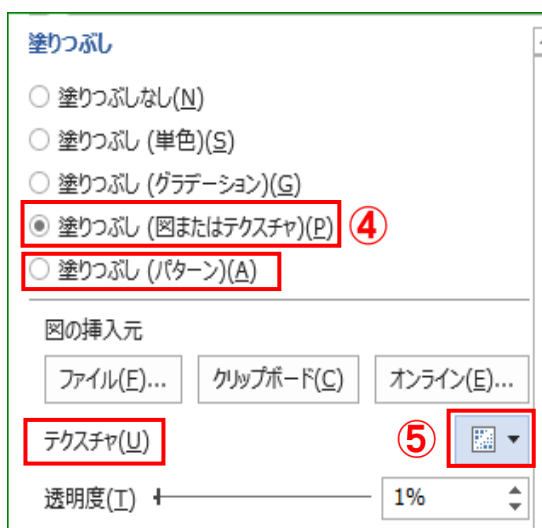 塗りつぶし
塗りつぶしなし(N)
塗りつぶし (単色)(S)
塗りつぶし (グラデーション)(G)
塗りつぶし (図またはテクスチャ)(P) ④
塗りつぶし (パターン)(A)
図の挿入元
ファイル(F)... クリップボード(C) オンライン(E)...
テクスチャ(U) ⑤
透明度(T) 1%